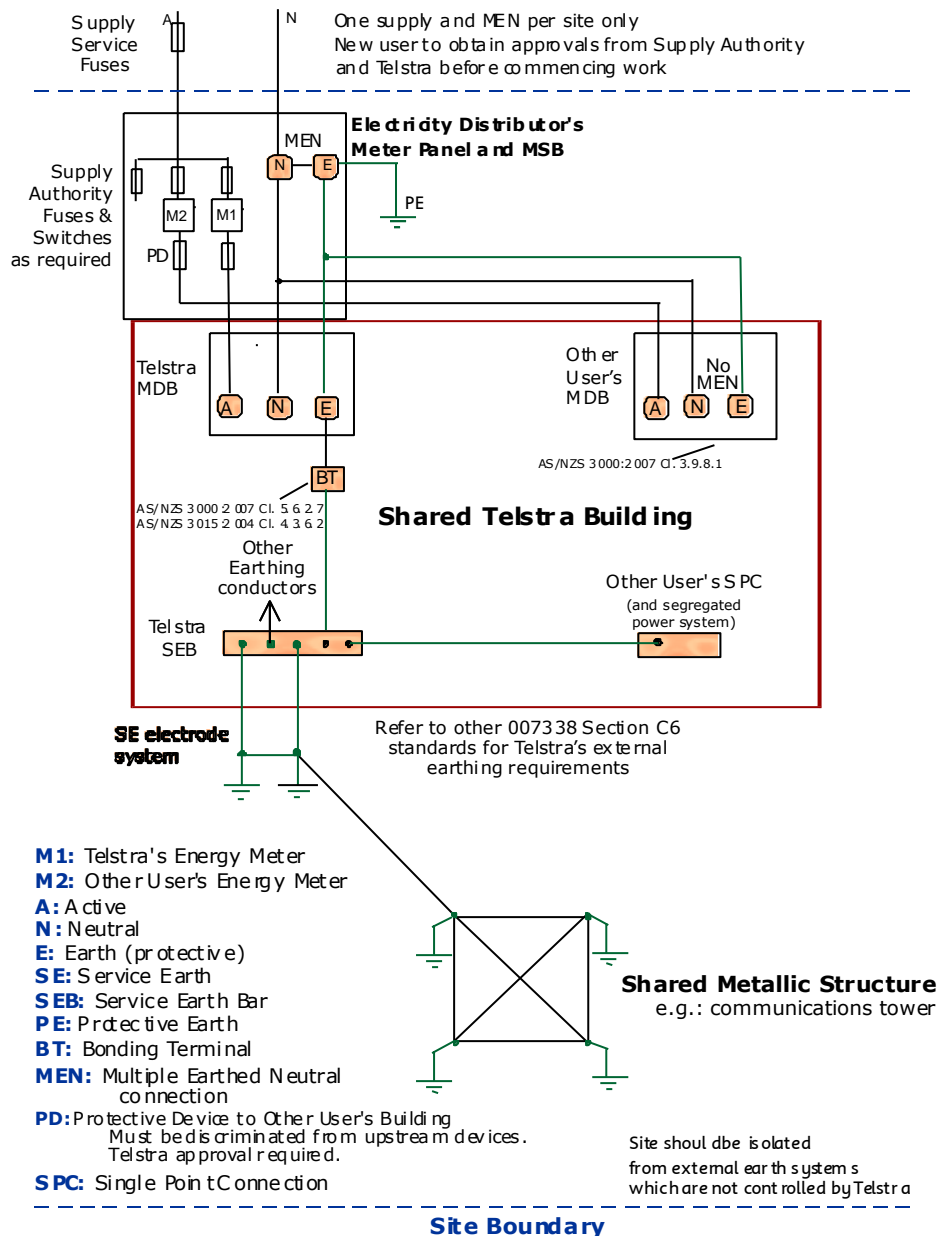 Supply
Service
Fuses
A
N
One supply and MEN per site only
New user to obtain approvals from Supply Authority
and Telstra before commencing work
Electricity Distributor's
Meter Panel and MSB
MEN
N
E
Supply
Authority
Fuses &
Switches
as required
M2
M1
PD
PE
Telstra
MDB
A
N
E
Other
User's
MDB
No
MEN
A
N
E
AS/NZS 3000:2007 Cl. 3.9.8.1
BT
AS/NZS 3000:2007 Cl. 5.6.2.7
AS/NZS 3015:2004 Cl. 4.3.6.2
Shared Telstra Building
Other
Earthing
conductors
Other User's SPC
(and segregated
power system)
Telstra
SEB
SE electrode
system
Refer to other 007338 Section C6
standards for Telstra's external
earthing requirements
M1: Telstra's Energy Meter
M2: Other User's Energy Meter
A: Active
N: Neutral
E: Earth (protective)
SE: Service Earth
SEB: Service Earth Bar
PE: Protective Earth
BT: Bonding Terminal
MEN: Multiple Earthed Neutral
connection
PD: Protective Device to Other User's Building
Must be discriminated from upstream devices.
Telstra approval required.
SPC: Single Point Connection
Shared Metallic Structure
e.g.: communications tower
Site should be isolated
from external earth systems
which are not controlled by Telstra
Site Boundary